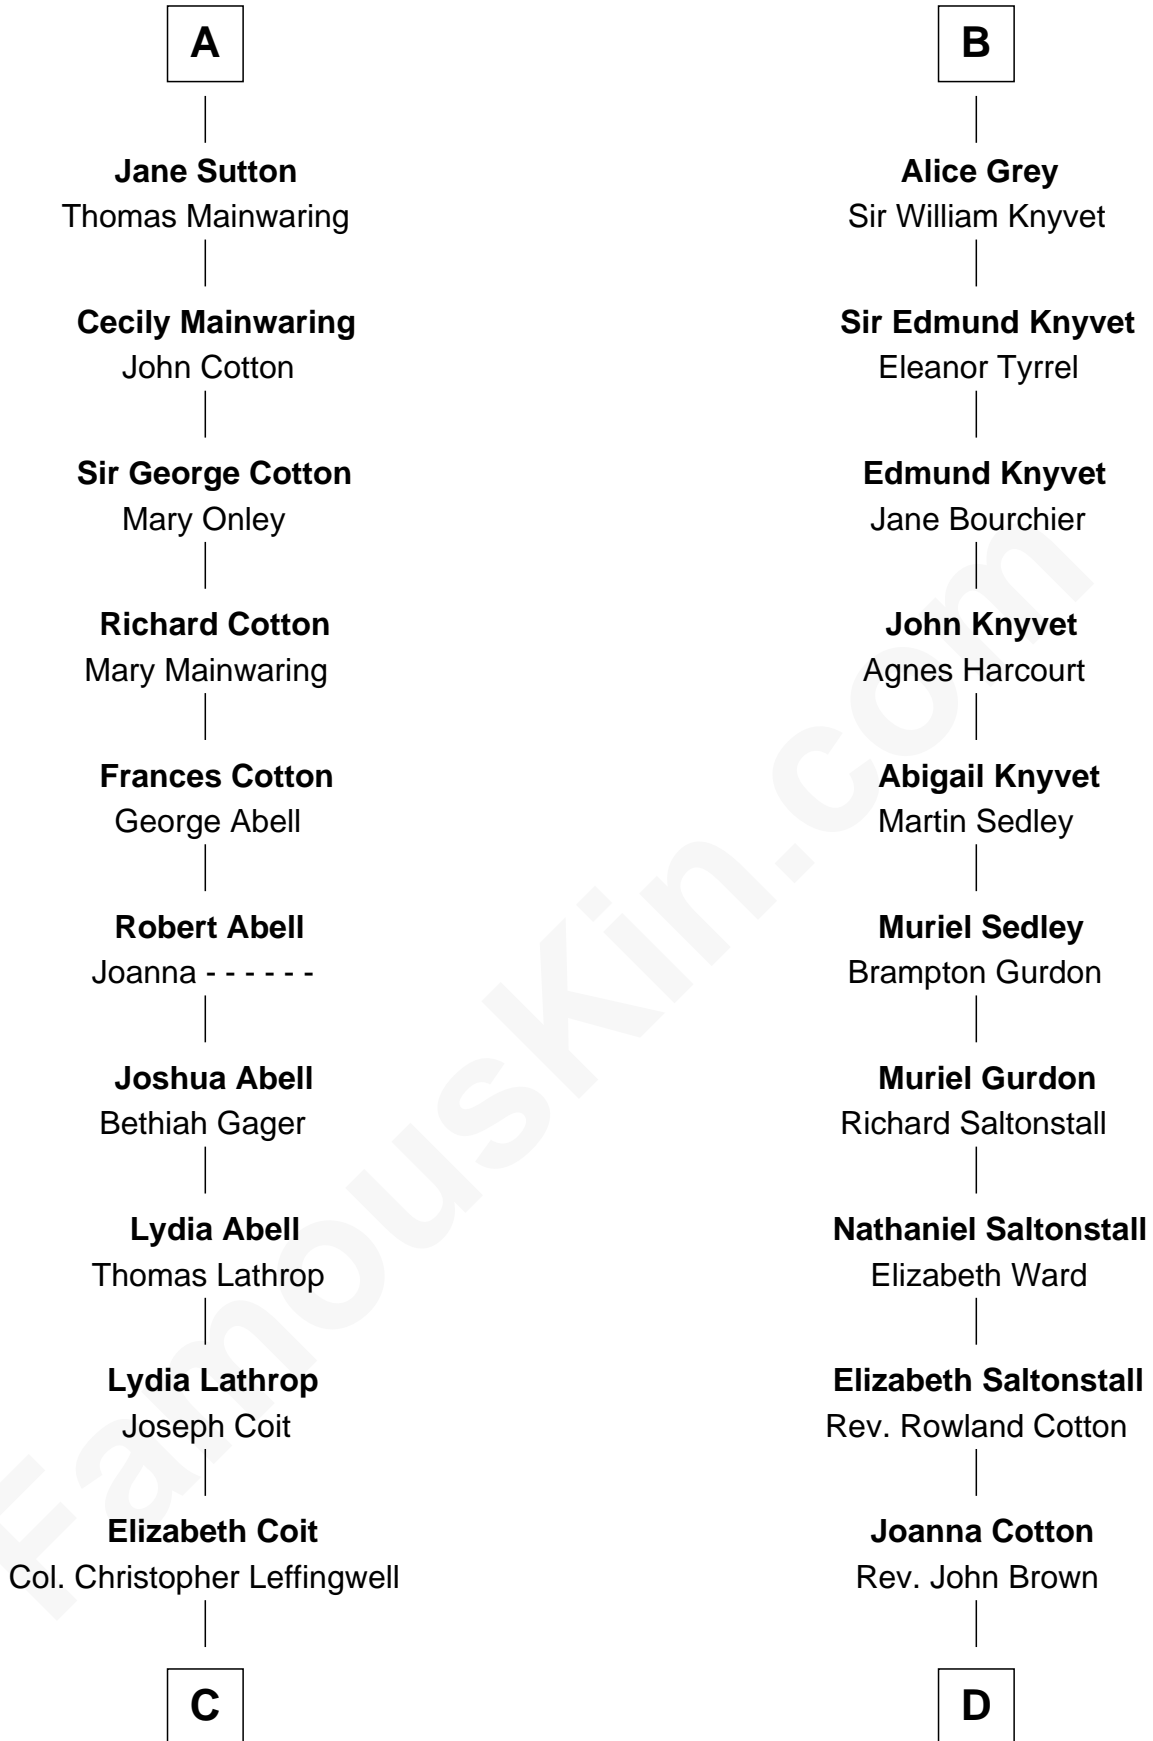 A
Jane Sutton
Thomas Mainwaring
Cecily Mainwaring
John Cotton
Sir George Cotton
Mary Onley
Richard Cotton
Mary Mainwaring
Frances Cotton
George Abell
Robert Abell
Joanna - - - - - -
Joshua Abell
Bethiah Gager
Lydia Abell
Thomas Lathrop
Lydia Lathrop
Joseph Coit
Elizabeth Coit
Col. Christopher Leffingwell
C
B
Alice Grey
Sir William Knyvet
Sir Edmund Knyvet
Eleanor Tyrrel
Edmund Knyvet
Jane Bourchier
John Knyvet
Agnes Harcourt
Abigail Knyvet
Martin Sedley
Muriel Sedley
Brampton Gurdon
Muriel Gurdon
Richard Saltonstall
Nathaniel Saltonstall
Elizabeth Ward
Elizabeth Saltonstall
Rev. Rowland Cotton
Joanna Cotton
Rev. John Brown
D
FamousKin.com